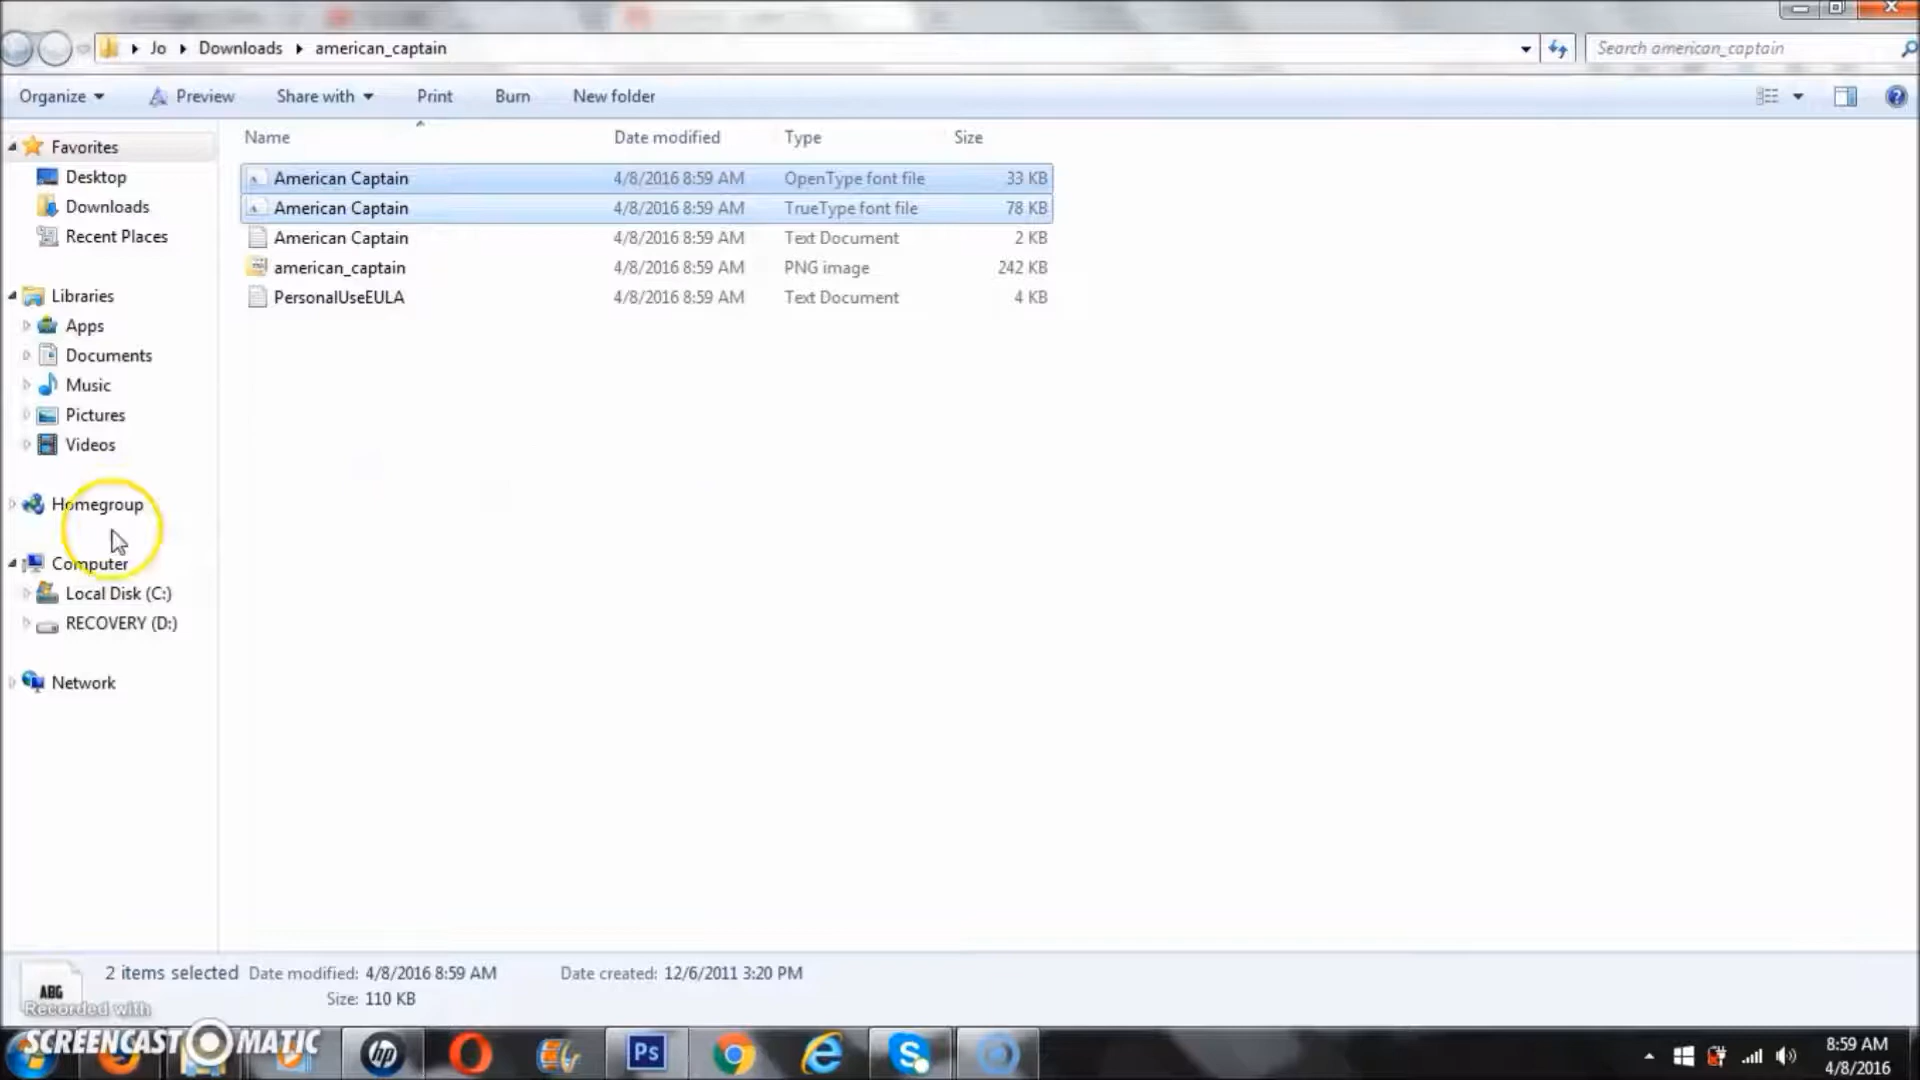 Jo Downloads american_captain Search american_captain
Organize Preview Share with Print Burn New folder
Name Date modified Type Size
Favorites
Desktop
Downloads
Recent Places
Libraries
Apps
Documents
Music
Pictures
Videos
Homegroup
Computer
Local Disk (C:)
RECOVERY (D:)
Network
American Captain 4/8/2016 8:59 AM OpenType font file 33 KB
American Captain 4/8/2016 8:59 AM TrueType font file 78 KB
American Captain 4/8/2016 8:59 AM Text Document 2 KB
american_captain 4/8/2016 8:59 AM PNG image 242 KB
PersonalUseEULA 4/8/2016 8:59 AM Text Document 4 KB
2 items selected Date modified: 4/8/2016 8:59 AM Date created: 12/6/2011 3:20 PM
Size: 110 KB
ABG
Recorded with
SCREENCAST MATIC
hp
Ps
S
8:59 AM
4/8/2016